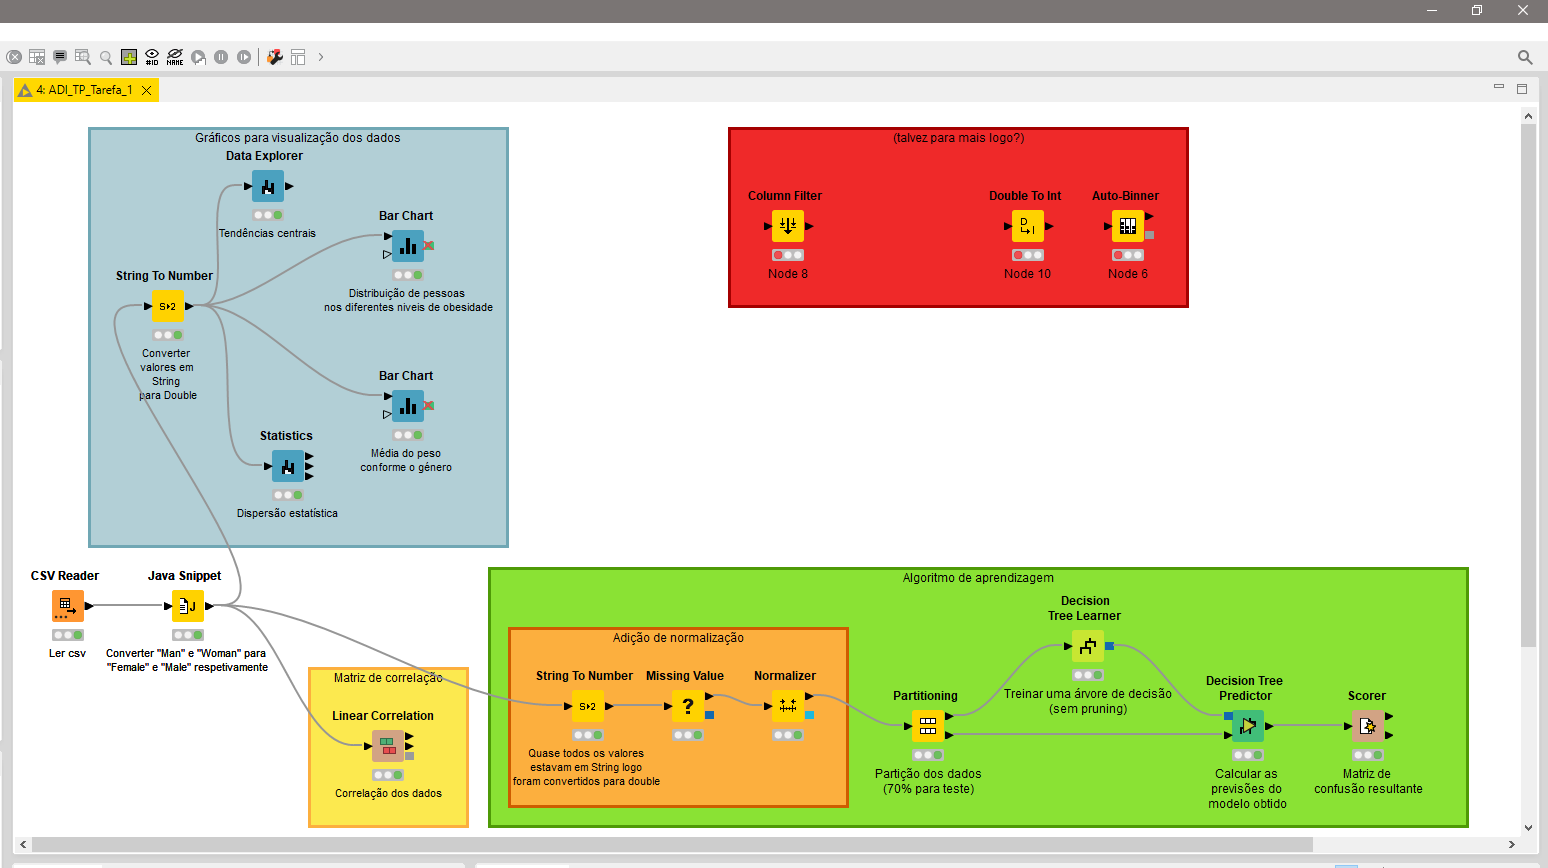 #ID
NAME
4: ADI_TP_Tarefa_1
Gráficos para visualização dos dados
Data Explorer
Tendências centrais
Bar Chart
Distribuição de pessoas
nos diferentes niveis de obesidade
String To Number
S▸2
Converter
valores em
String
para Double
Bar Chart
Média do peso
conforme o género
Statistics
Dispersão estatística
(talvez para mais logo?)
Column Filter
Node 8
Double To Int
D
I
Node 10
Auto-Binner
Node 6
CSV Reader
Ler csv
Java Snippet
J
Converter "Man" e "Woman" para
"Female" e "Male" respetivamente
Matriz de correlação
Linear Correlation
Correlação dos dados
Algoritmo de aprendizagem
Adição de normalização
String To Number
S▸2
Quase todos os valores
estavam em String logo
foram convertidos para double
Missing Value
?
Normalizer
Partitioning
Partição dos dados
(70% para teste)
Decision
Tree Learner
Treinar uma árvore de decisão
(sem pruning)
Decision Tree
Predictor
Calcular as
previsões do
modelo obtido
Scorer
Matriz de
confusão resultante